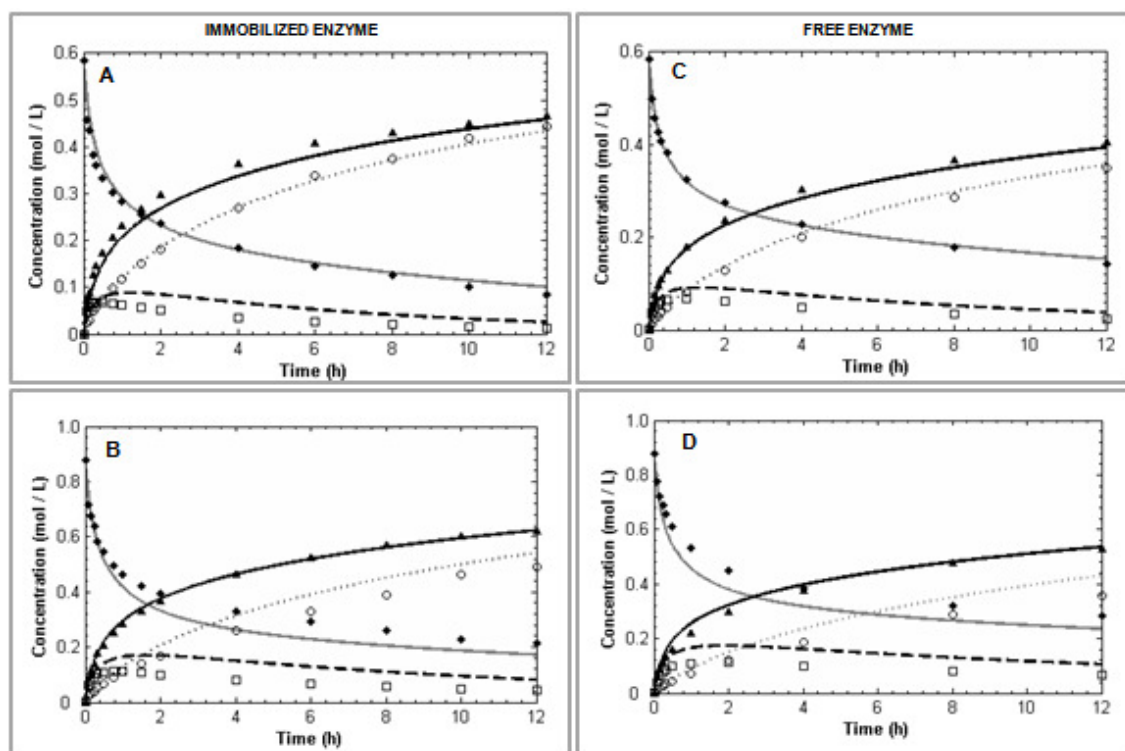 IMMOBILIZED ENZYME
FREE ENZYME
A
Concentration (mol / L)
0.6
0.5
0.4
0.3
0.2
0.1
0
0 2 4 6 8 10 12
Time (h)
C
Concentration (mol / L)
0.6
0.4
0.2
0
0 2 4 6 8 10 12
Time (h)
B
Concentration (mol / L)
1.0
0.8
0.6
0.4
0.2
0
0 2 4 6 8 10 12
Time (h)
D
Concentration (mol / L)
1.0
0.8
0.6
0.4
0.2
0
0 2 4 6 8 10 12
Time (h)